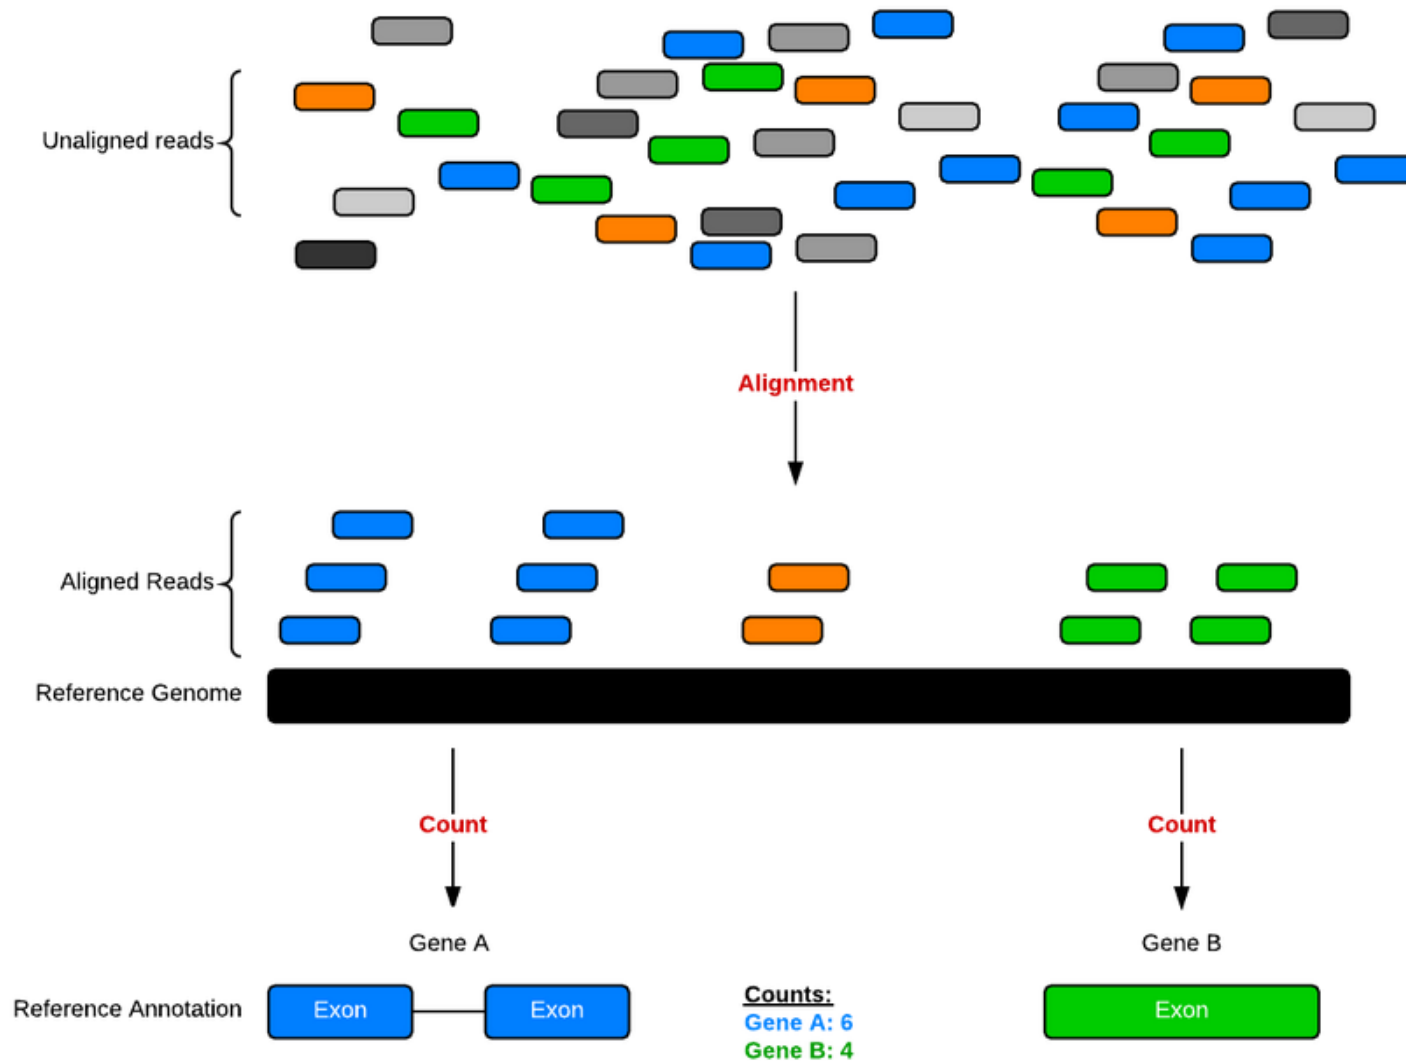 Unaligned reads
Alignment
Aligned Reads
Reference Genome
Count
Count
Gene A
Gene B
Reference Annotation
Exon
Exon
Exon
Counts:
Gene A: 6
Gene B: 4